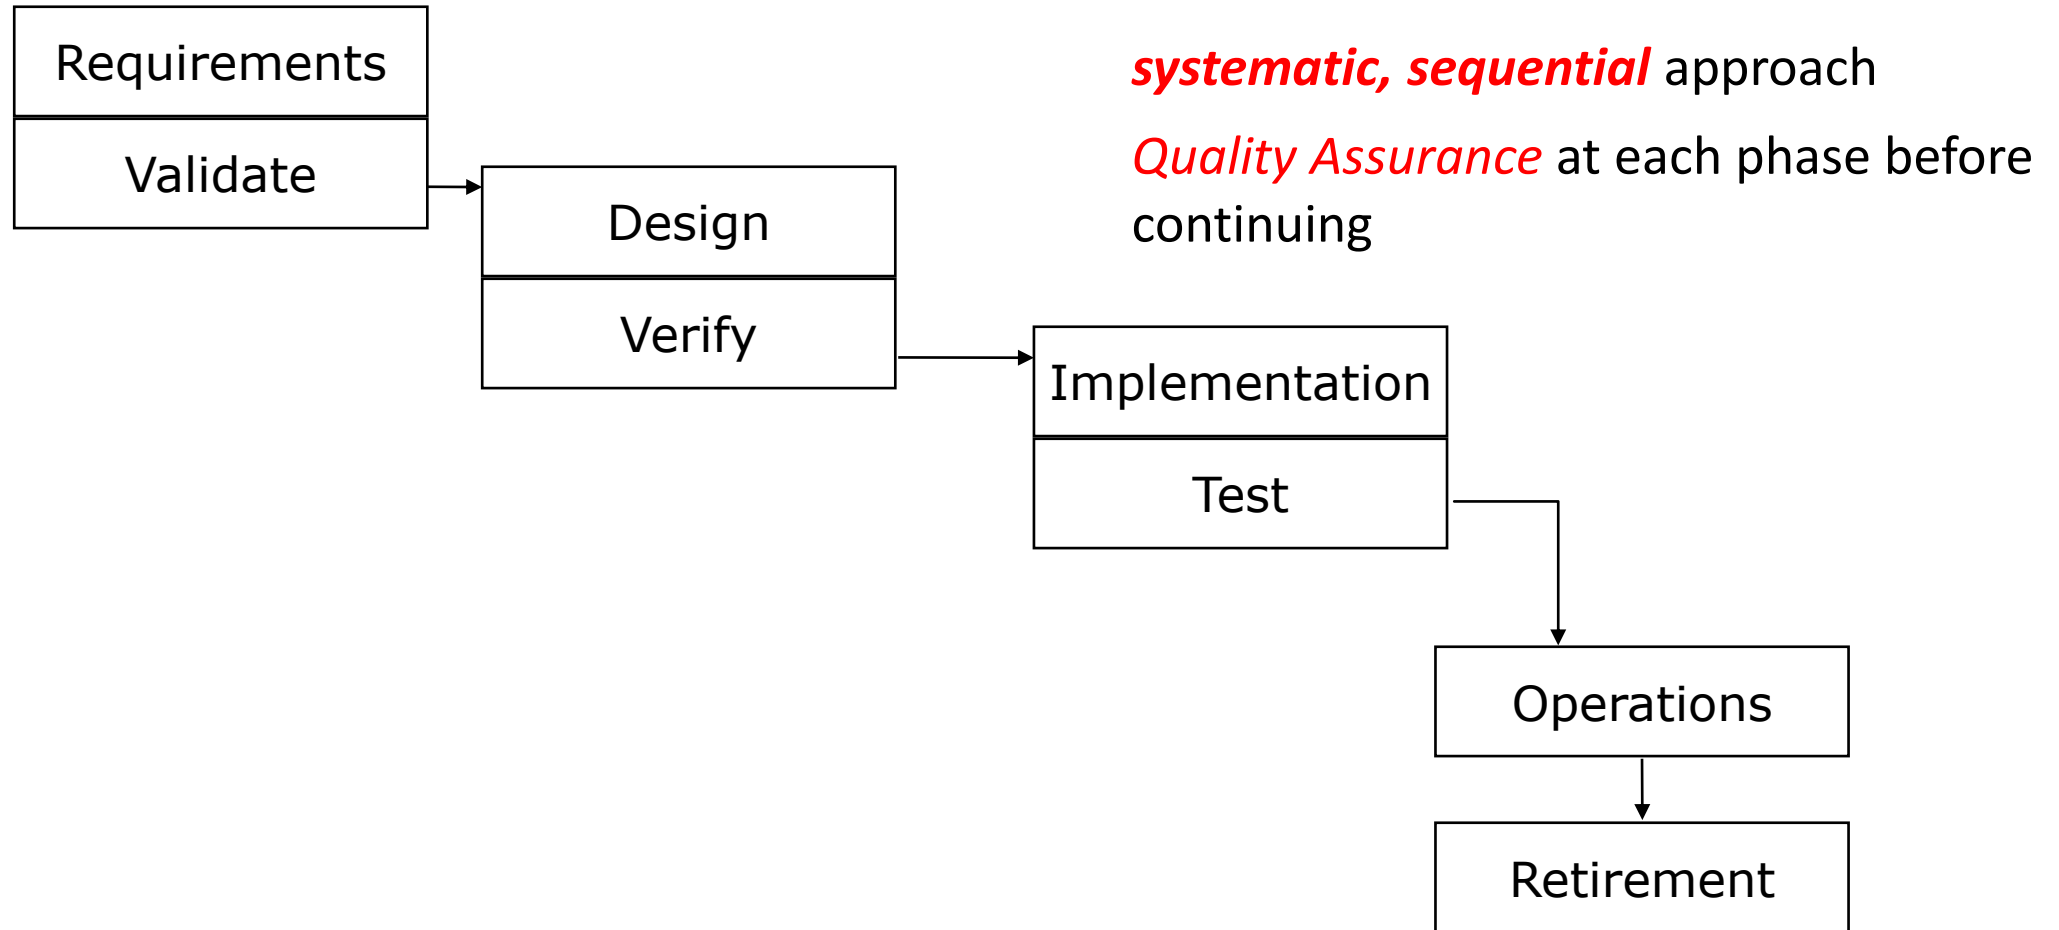 Requirements
Validate
systematic, sequential approach
Quality Assurance at each phase before
continuing
Design
Verify
Implementation
Test
Operations
Retirement